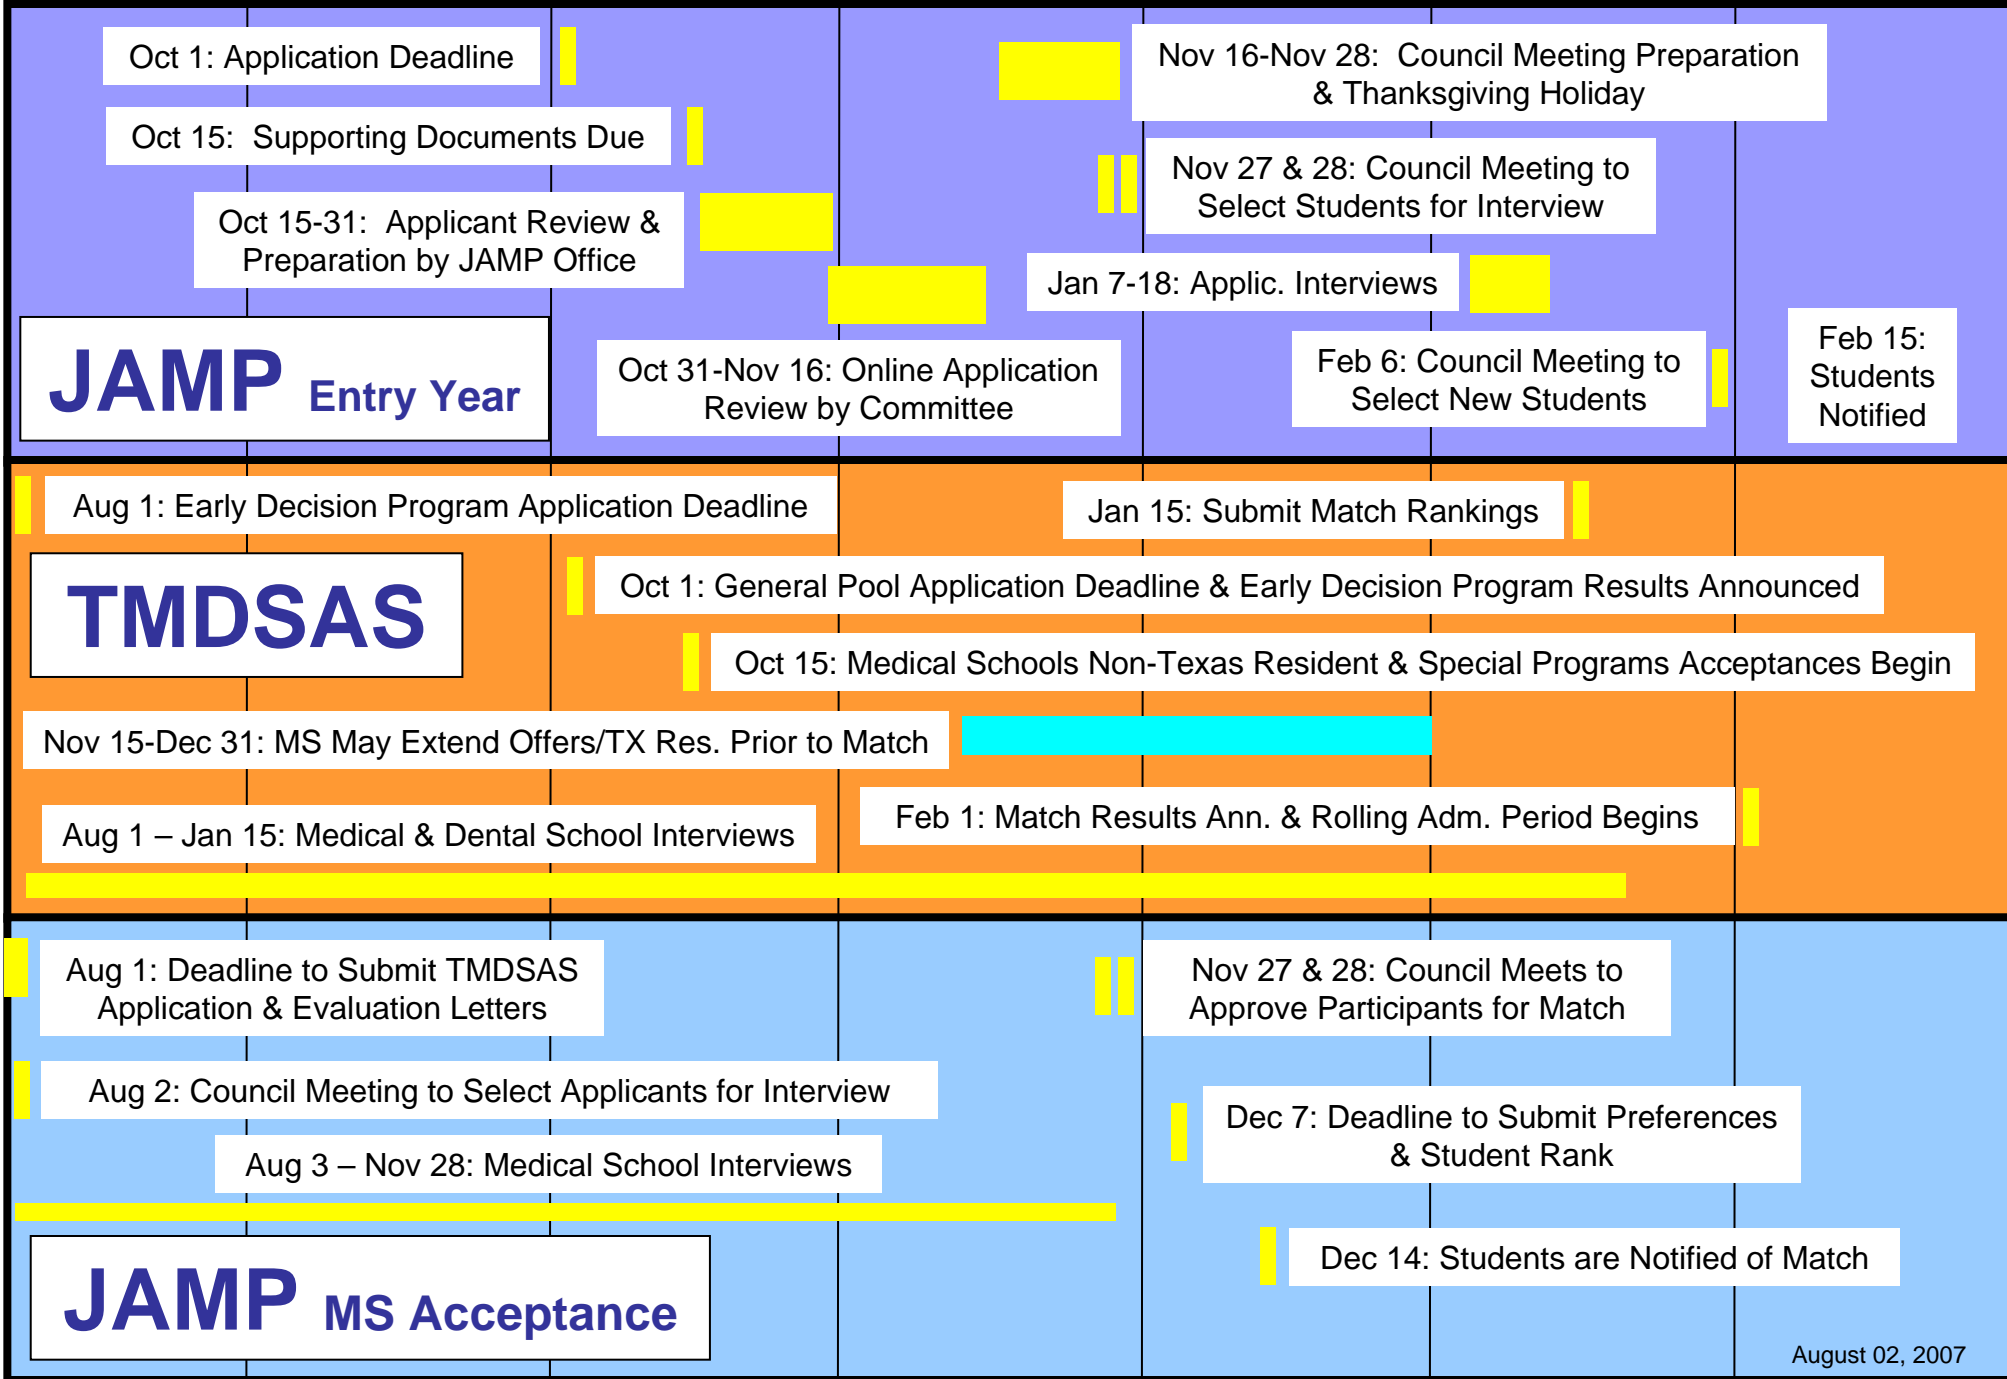 Oct 1: Application Deadline
Oct 15:  Supporting Documents Due
Oct 15-31:  Applicant Review &
Preparation by JAMP Office
Nov 16-Nov 28:  Council Meeting Preparation
& Thanksgiving Holiday
Nov 27 & 28: Council Meeting to
Select Students for Interview
Jan 7-18: Applic. Interviews
JAMP Entry Year
Oct 31-Nov 16: Online Application
Review by Committee
Feb 6: Council Meeting to
Select New Students
Feb 15:
Students
Notified
Aug 1: Early Decision Program Application Deadline
Jan 15: Submit Match Rankings
TMDSAS
Oct 1: General Pool Application Deadline & Early Decision Program Results Announced
Oct 15: Medical Schools Non-Texas Resident & Special Programs Acceptances Begin
Nov 15-Dec 31: MS May Extend Offers/TX Res. Prior to Match
Feb 1: Match Results Ann. & Rolling Adm. Period Begins
Aug 1 – Jan 15: Medical & Dental School Interviews
Aug 1: Deadline to Submit TMDSAS
Application & Evaluation Letters
Nov 27 & 28: Council Meets to
Approve Participants for Match
Aug 2: Council Meeting to Select Applicants for Interview
Dec 7: Deadline to Submit Preferences
& Student Rank
Aug 3 – Nov 28: Medical School Interviews
Dec 14: Students are Notified of Match
JAMP MS Acceptance
August 02, 2007